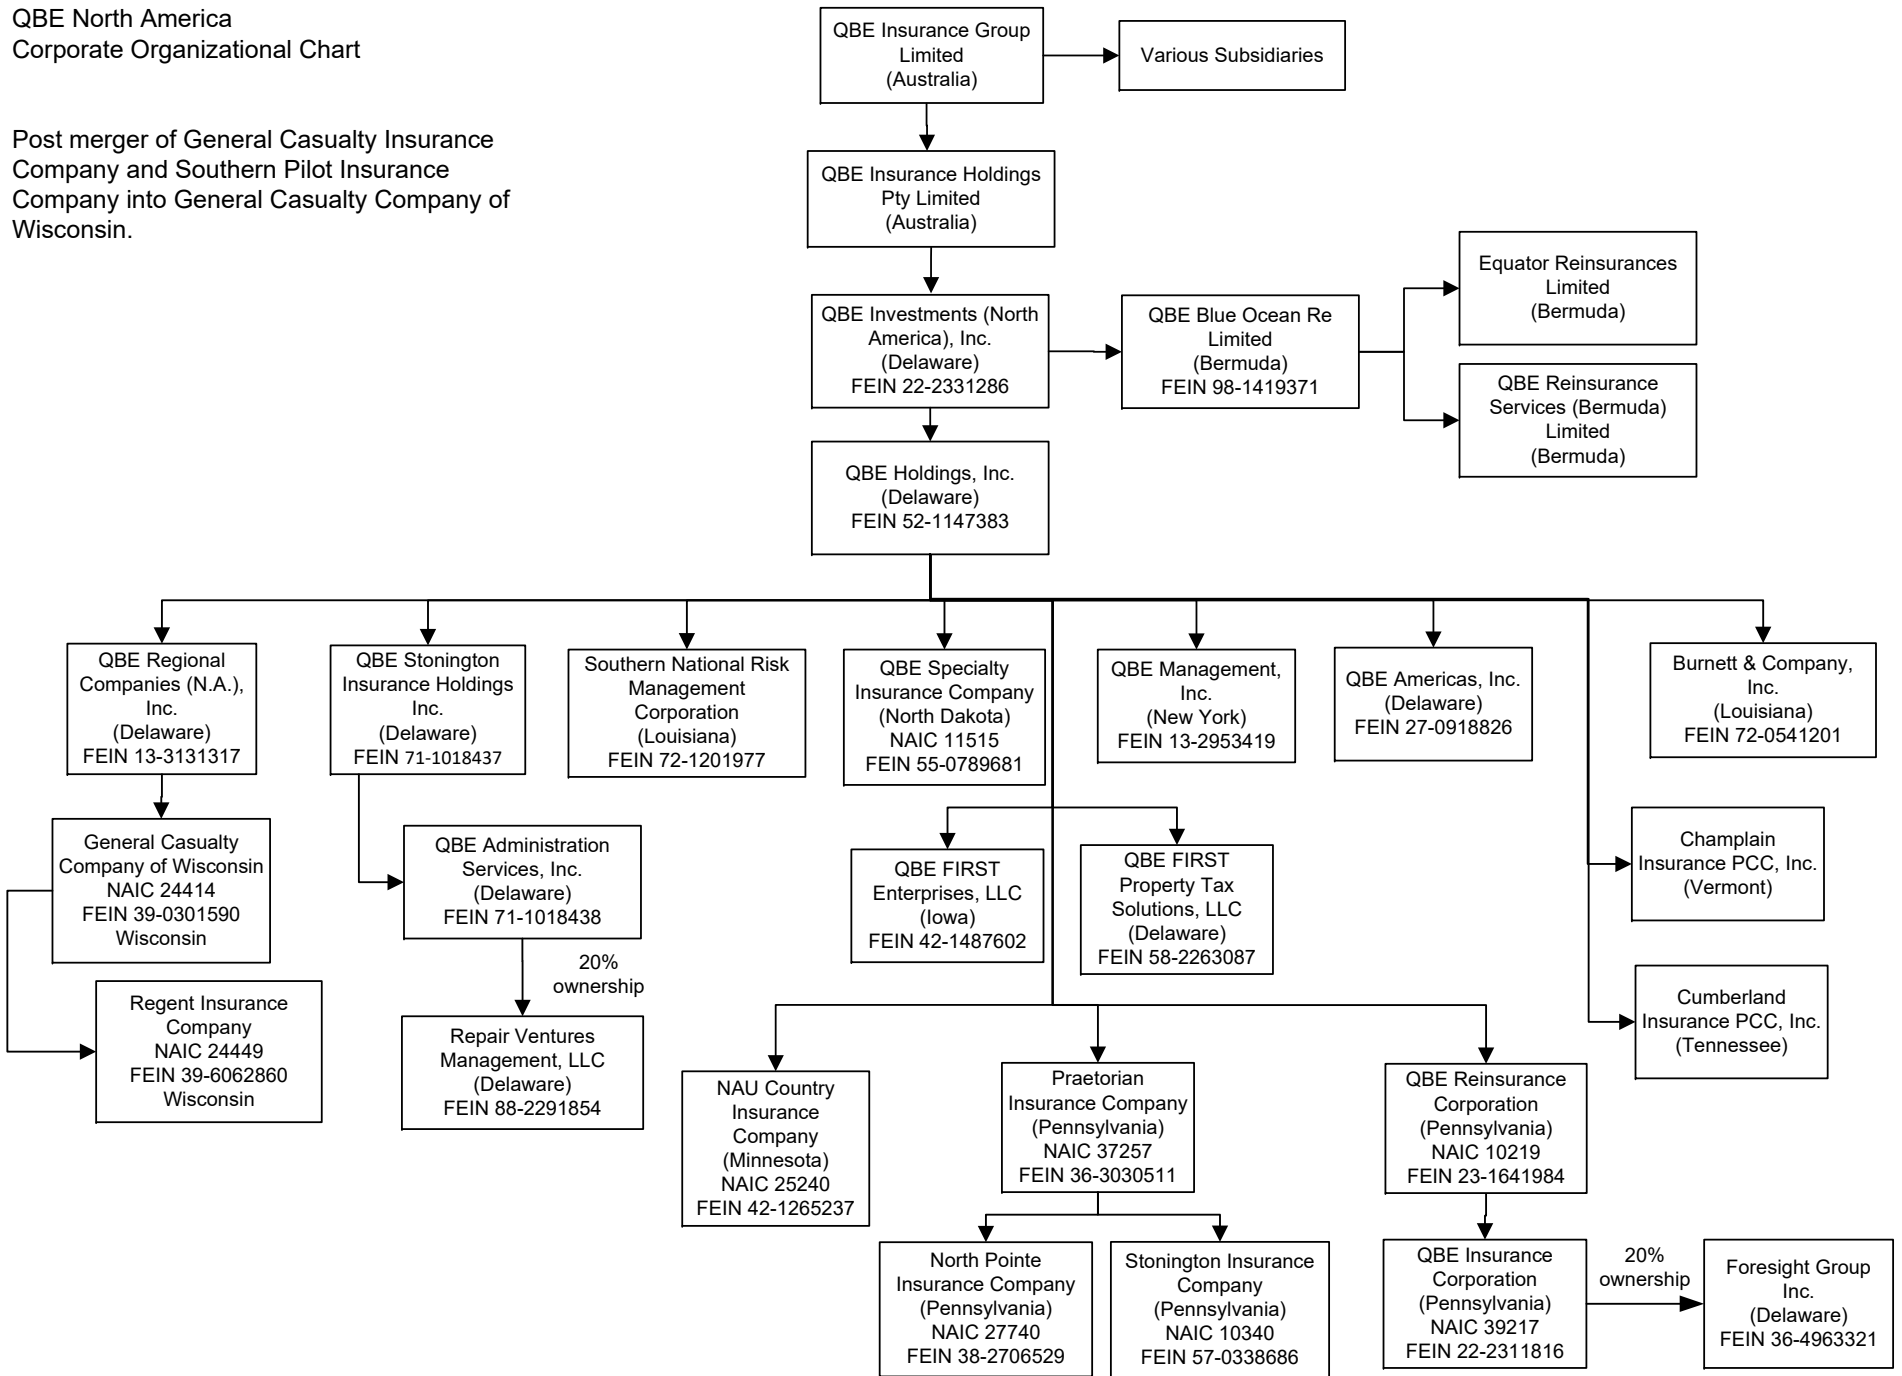 QBE North America
Corporate Organizational Chart
Post merger of General Casualty Insurance
Company and Southern Pilot Insurance
Company into General Casualty Company of
Wisconsin.
QBE Insurance Group
Limited
(Australia)
Various Subsidiaries
QBE Insurance Holdings
Pty Limited
(Australia)
QBE Investments (North
America), Inc.
(Delaware)
FEIN 22-2331286
QBE Blue Ocean Re
Limited
(Bermuda)
FEIN 98-1419371
Equator Reinsurances
Limited
(Bermuda)
QBE Reinsurance
Services (Bermuda)
Limited
(Bermuda)
QBE Holdings, Inc.
(Delaware)
FEIN 52-1147383
QBE Regional
Companies (N.A.),
Inc.
(Delaware)
FEIN 13-3131317
QBE Stonington
Insurance Holdings
Inc.
(Delaware)
FEIN 71-1018437
Southern National Risk
Management
Corporation
(Louisiana)
FEIN 72-1201977
QBE Specialty
Insurance Company
(North Dakota)
NAIC 11515
FEIN 55-0789681
QBE Management,
Inc.
(New York)
FEIN 13-2953419
QBE Americas, Inc.
(Delaware)
FEIN 27-0918826
Burnett & Company,
Inc.
(Louisiana)
FEIN 72-0541201
General Casualty
Company of Wisconsin
NAIC 24414
FEIN 39-0301590
Wisconsin
QBE Administration
Services, Inc.
(Delaware)
FEIN 71-1018438
QBE FIRST
Enterprises, LLC
(Iowa)
FEIN 42-1487602
QBE FIRST
Property Tax
Solutions, LLC
(Delaware)
FEIN 58-2263087
Champlain
Insurance PCC, Inc.
(Vermont)
20%
ownership
Regent Insurance
Company
NAIC 24449
FEIN 39-6062860
Wisconsin
Repair Ventures
Management, LLC
(Delaware)
FEIN 88-2291854
Cumberland
Insurance PCC, Inc.
(Tennessee)
NAU Country
Insurance
Company
(Minnesota)
NAIC 25240
FEIN 42-1265237
Praetorian
Insurance Company
(Pennsylvania)
NAIC 37257
FEIN 36-3030511
QBE Reinsurance
Corporation
(Pennsylvania)
NAIC 10219
FEIN 23-1641984
North Pointe
Insurance Company
(Pennsylvania)
NAIC 27740
FEIN 38-2706529
Stonington Insurance
Company
(Pennsylvania)
NAIC 10340
FEIN 57-0338686
QBE Insurance
Corporation
(Pennsylvania)
NAIC 39217
FEIN 22-2311816
20%
ownership
Foresight Group
Inc.
(Delaware)
FEIN 36-4963321